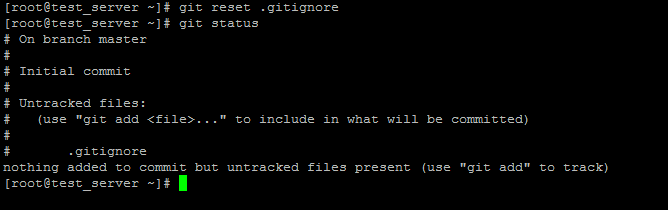 [root@test_server ~]# git reset .gitignore
[root@test_server ~]# git status
# On branch master
#
# Initial commit
#
# Untracked files:
#   (use "git add <file>..." to include in what will be committed)
#
#       .gitignore
nothing added to commit but untracked files present (use "git add" to track)
[root@test_server ~]#